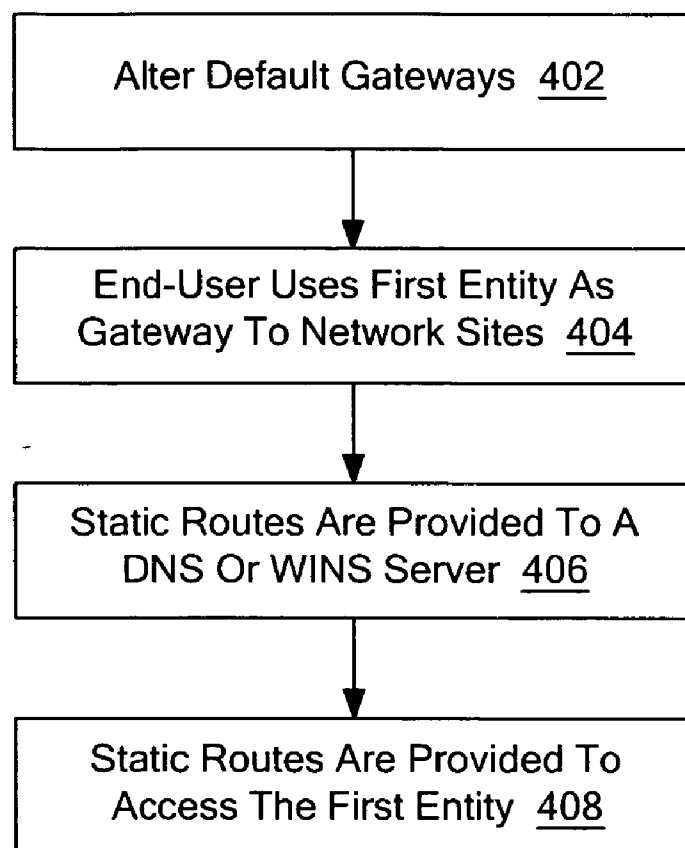 Alter Default Gateways 402
End-User Uses First Entity As
Gateway To Network Sites 404
Static Routes Are Provided To A
DNS Or WINS Server 406
Static Routes Are Provided To
Access The First Entity 408